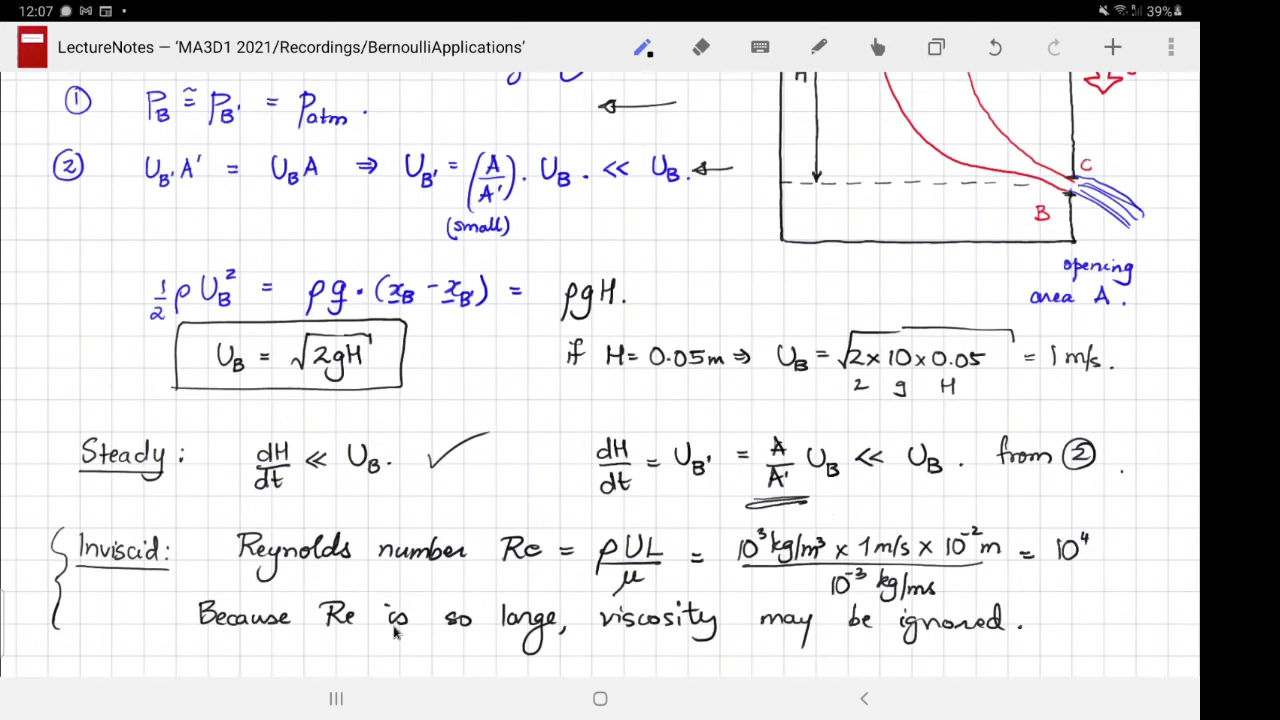 12:07
39%
LectureNotes — ‘MA3D1 2021/Recordings/BernoulliApplications’
H
① P_B ≅ P_B' = P_atm.
② U_B' A' = U_B A ⇒ U_B' = (A/A'). U_B. ≪ U_B.
(small)
C
B
opening
area A.
1/2 ρ U_B² = ρg·(x_B − x_B') = ρgH.
U_B = √2gH
if H = 0.05m ⇒ U_B = √2×10×0.05 = 1 m/s.
2 g H
Steady: dH/dt ≪ U_B. ✓ dH/dt = U_B' = A/A' U_B ≪ U_B. from ②.
Inviscid: Reynolds number Re = ρUL/μ = 10³ kg/m³ × 1 m/s × 10⁻² m / 10⁻³ kg/ms = 10⁴
Because Re is so large, viscosity may be ignored.